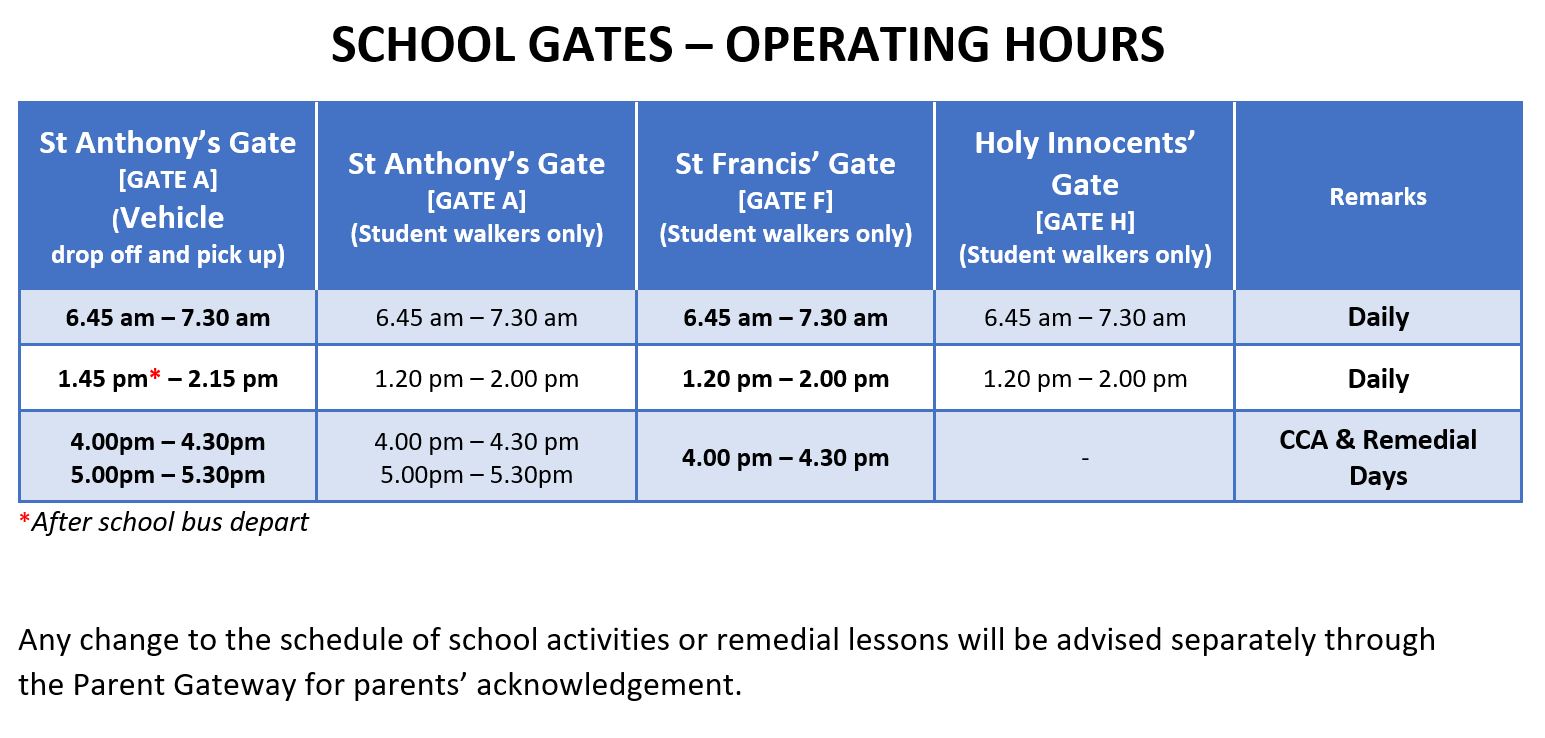 SCHOOL GATES – OPERATING HOURS
St Anthony’s Gate
[GATE A]
(Vehicle
drop off and pick up)
St Anthony’s Gate
[GATE A]
(Student walkers only)
St Francis’ Gate
[GATE F]
(Student walkers only)
Holy Innocents’
Gate
[GATE H]
(Student walkers only)
Remarks
6.45 am – 7.30 am
6.45 am – 7.30 am
6.45 am – 7.30 am
6.45 am – 7.30 am
Daily
1.45 pm* – 2.15 pm
1.20 pm – 2.00 pm
1.20 pm – 2.00 pm
1.20 pm – 2.00 pm
Daily
4.00pm – 4.30pm
5.00pm – 5.30pm
4.00 pm – 4.30 pm
5.00pm – 5.30pm
4.00 pm – 4.30 pm
-
CCA & Remedial
Days
*After school bus depart
Any change to the schedule of school activities or remedial lessons will be advised separately through
the Parent Gateway for parents’ acknowledgement.